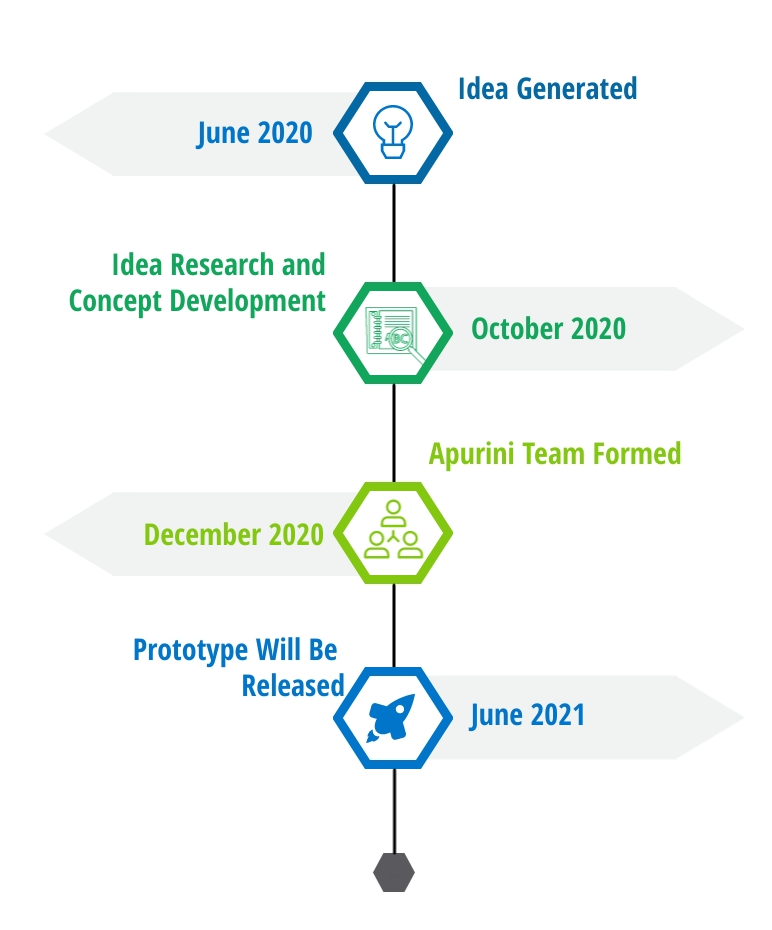 Idea Generated
June 2020
Idea Research and
Concept Development
October 2020
Apurini Team Formed
December 2020
Prototype Will Be
Released
June 2021